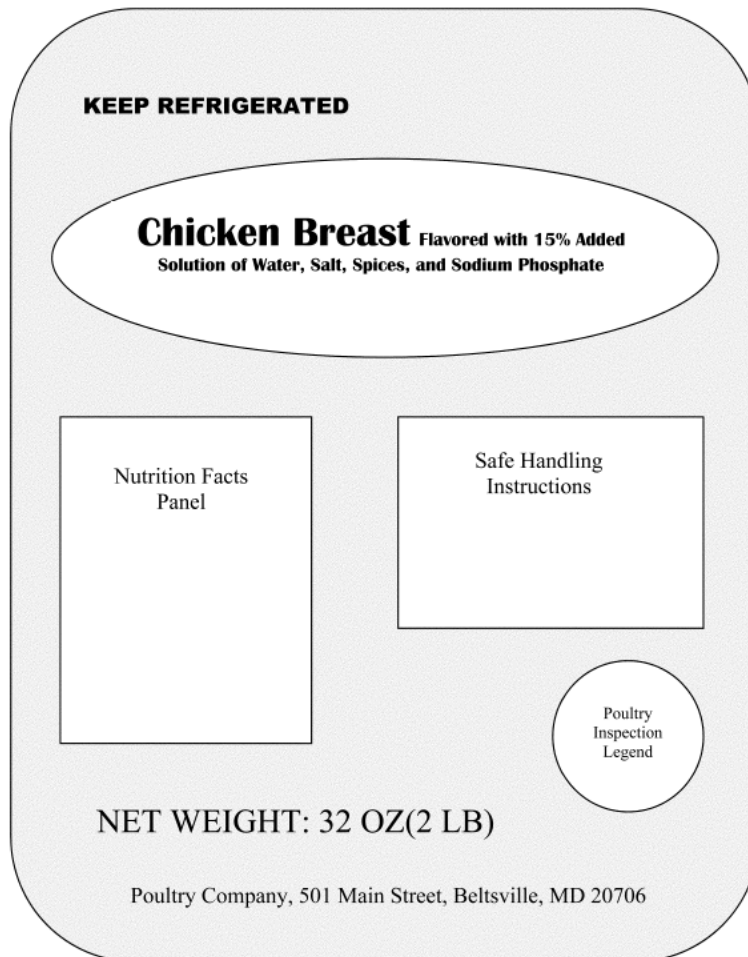 KEEP REFRIGERATED
Chicken Breast Flavored with 15% Added
Solution of Water, Salt, Spices, and Sodium Phosphate
Nutrition Facts
Panel
Safe Handling
Instructions
Poultry
Inspection
Legend
NET WEIGHT: 32 OZ(2 LB)
Poultry Company, 501 Main Street, Beltsville, MD 20706